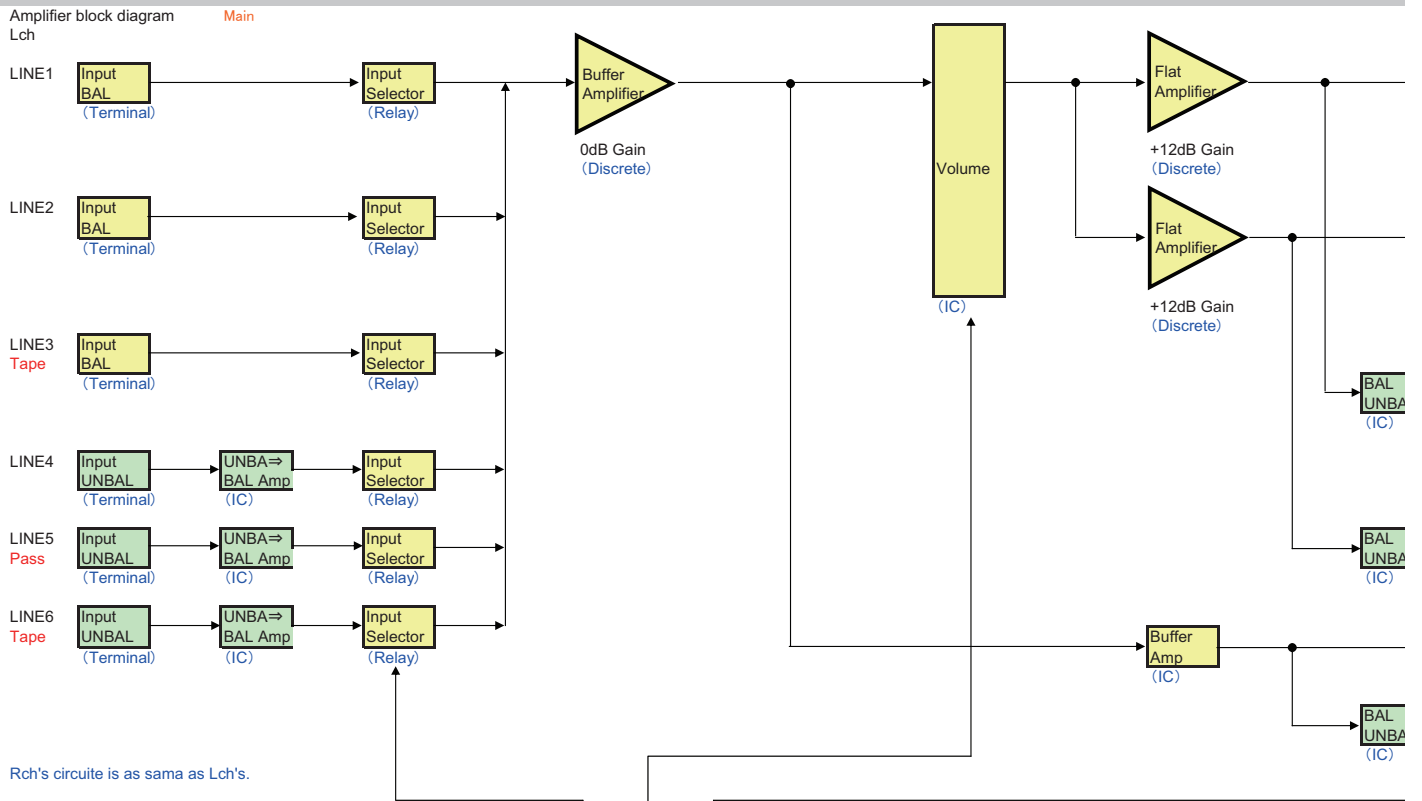 Amplifier block diagram Main
Lch
LINE1
Input
BAL
(Terminal)
Input
Selector
(Relay)
Buffer
Amplifier
0dB Gain
(Discrete)
Volume
(IC)
Flat
Amplifier
+12dB Gain
(Discrete)
LINE2
Input
BAL
(Terminal)
Input
Selector
(Relay)
Flat
Amplifier
+12dB Gain
(Discrete)
LINE3
Tape
Input
BAL
(Terminal)
Input
Selector
(Relay)
BAL
UNBA
(IC)
LINE4
Input
UNBAL
(Terminal)
UNBA⇒
BAL Amp
(IC)
Input
Selector
(Relay)
LINE5
Pass
Input
UNBAL
(Terminal)
UNBA⇒
BAL Amp
(IC)
Input
Selector
(Relay)
BAL
UNBA
(IC)
LINE6
Tape
Input
UNBAL
(Terminal)
UNBA⇒
BAL Amp
(IC)
Input
Selector
(Relay)
Buffer
Amp
(IC)
BAL
UNBA
(IC)
Rch's circuite is as sama as Lch's.